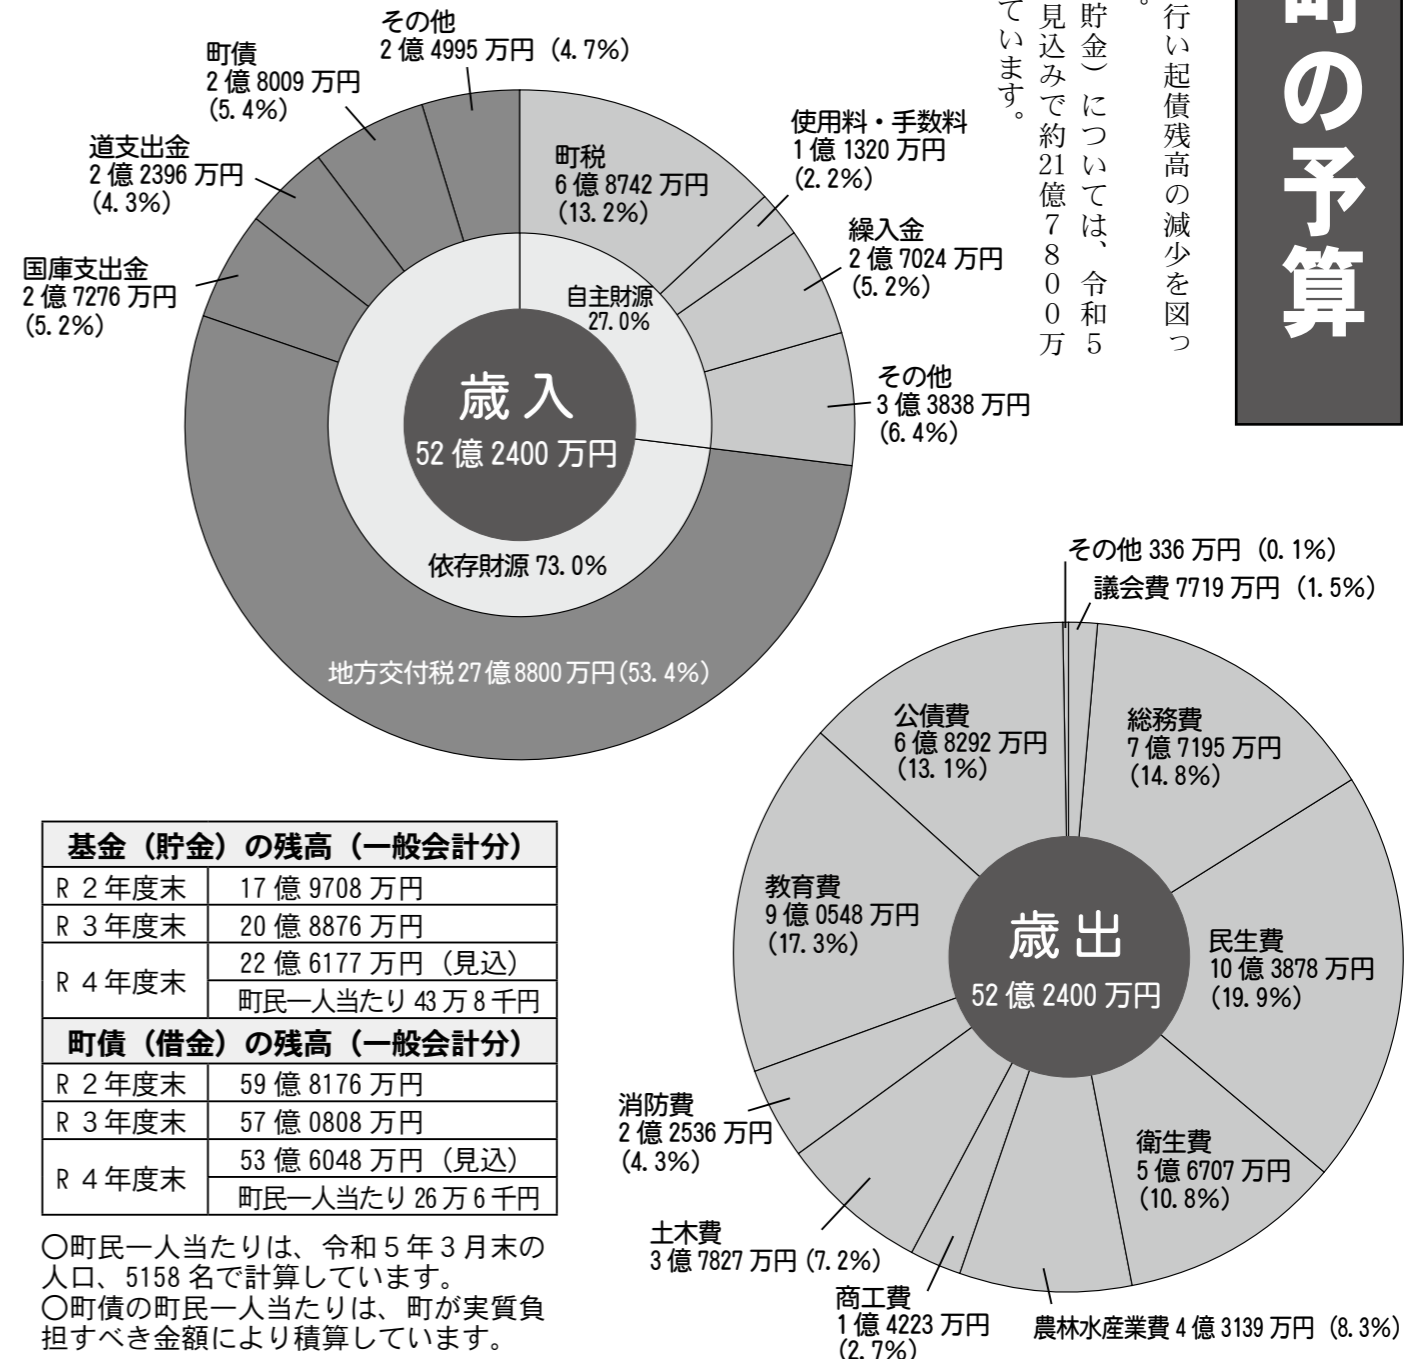 町の予算
行い起債残高の減少を図っ
。
貯金）については、令和５
見込みで約21億７８００万
ています。
その他
2億4995万円（4.7%）
町債
2億8009万円
（5.4%）
道支出金
2億2396万円
（4.3%）
国庫支出金
2億7276万円
（5.2%）
町税
6億8742万円
（13.2%）
使用料・手数料
1億1320万円
（2.2%）
繰入金
2億7024万円
（5.2%）
その他
3億3838万円
（6.4%）
自主財源
27.0%
歳入
52億2400万円
依存財源73.0%
地方交付税27億8800万円（53.4%）
その他336万円（0.1%）
議会費7719万円（1.5%）
公債費
6億8292万円
（13.1%）
総務費
7億7195万円
（14.8%）
教育費
9億0548万円
（17.3%）
歳出
52億2400万円
民生費
10億3878万円
（19.9%）
消防費
2億2536万円
（4.3%）
衛生費
5億6707万円
（10.8%）
土木費
3億7827万円（7.2%）
商工費
1億4223万円
（2.7%）
農林水産業費4億3139万円（8.3%）
基金（貯金）の残高（一般会計分）
R２年度末 17億9708万円
R３年度末 20億8876万円
R４年度末 22億6177万円（見込）
町民一人当たり43万8千円
町債（借金）の残高（一般会計分）
R２年度末 59億8176万円
R３年度末 57億0808万円
R４年度末 53億6048万円（見込）
町民一人当たり26万6千円
〇町民一人当たりは、令和５年３月末の
人口、5158名で計算しています。
〇町債の町民一人当たりは、町が実質負
担すべき金額により積算しています。